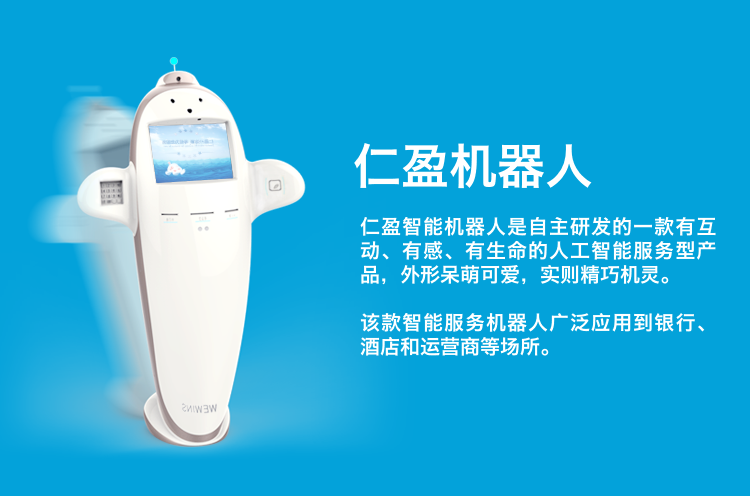 仁盈机器人
仁盈智能机器人是自主研发的一款有互
动、有感、有生命的人工智能服务型产
品，外形呆萌可爱，实则精巧机灵。
该款智能服务机器人广泛应用到银行、
酒店和运营商等场所。
WEWINS